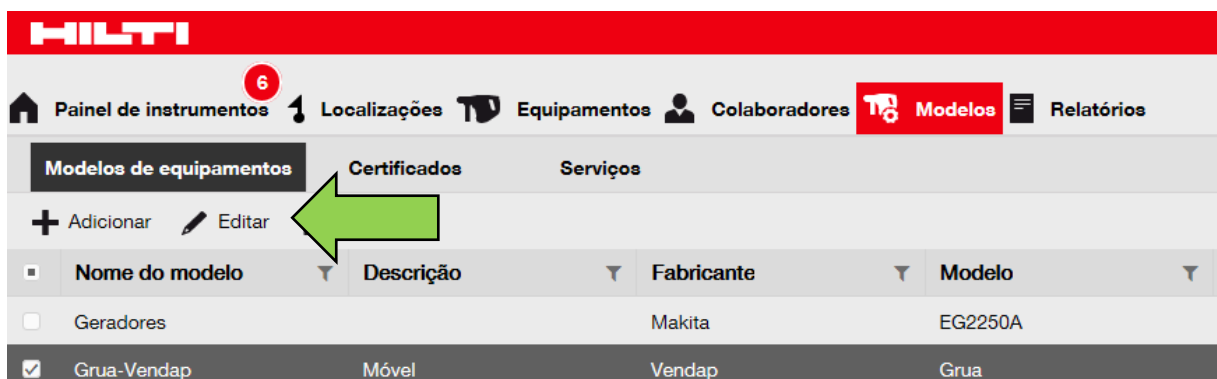 HILTI
6
Painel de instrumentos Localizações Equipamentos Colaboradores Modelos Relatórios
Modelos de equipamentos Certificados Serviços
Adicionar Editar
Nome do modelo Descrição Fabricante Modelo
Geradores Makita EG2250A
Grua-Vendap Móvel Vendap Grua